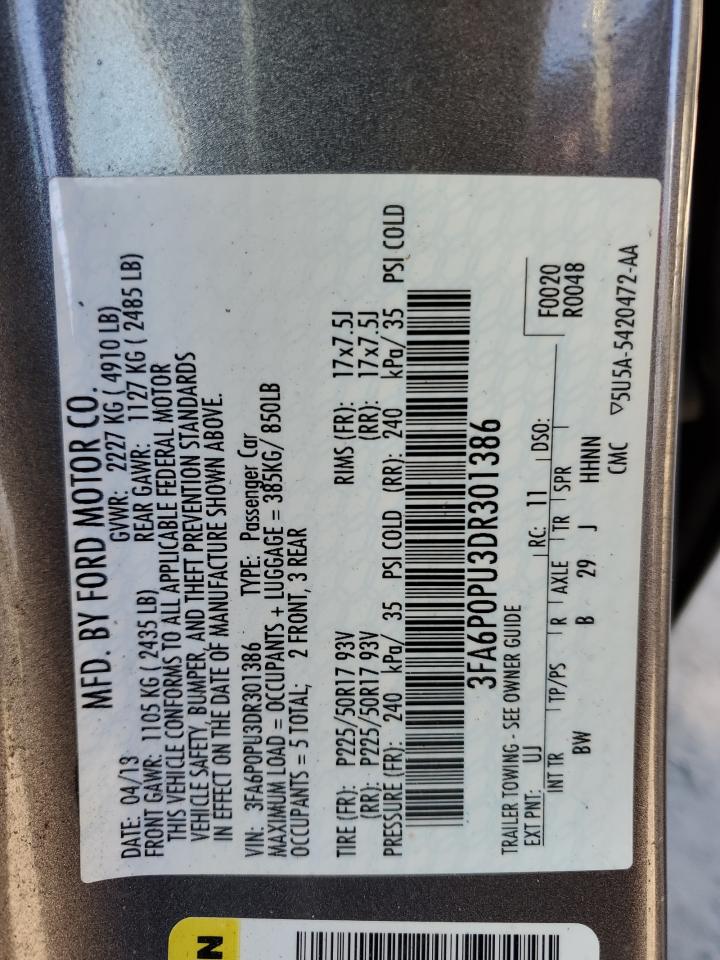 MFD. BY FORD MOTOR CO.
DATE: 04/13 GVWR: 2227 KG ( 4910 LB)
FRONT GAWR: 1105 KG ( 2435 LB) REAR GAWR: 1127 KG ( 2485 LB)
THIS VEHICLE CONFORMS TO ALL APPLICABLE FEDERAL MOTOR
VEHICLE SAFETY, BUMPER AND THEFT PREVENTION STANDARDS
IN EFFECT ON THE DATE OF MANUFACTURE SHOWN ABOVE.
VIN: 3FA6P0PU3DR301386 TYPE: Passenger Car
MAXIMUM LOAD = OCCUPANTS + LUGGAGE = 385KG/ 850LB
OCCUPANTS = 5 TOTAL; 2 FRONT, 3 REAR
TIRE (FR): P225/50R17 93V RIMS (FR): 17x7.5J
(RR): P225/50R17 93V (RR): 17x7.5J
PRESSURE (FR): 240 kPa/ 35 PSI COLD (RR): 240 kPa/ 35 PSI COLD
3FA6P0PU3DR301386
TRAILER TOWING - SEE OWNER GUIDE
EXT PNT: UJ RC: 11 DSO: F0020
R0048
INT TR TP/PS R AXLE TR SPR
BW B 29 J HHNN
CMC ▽5U5A-5420472-AA
N